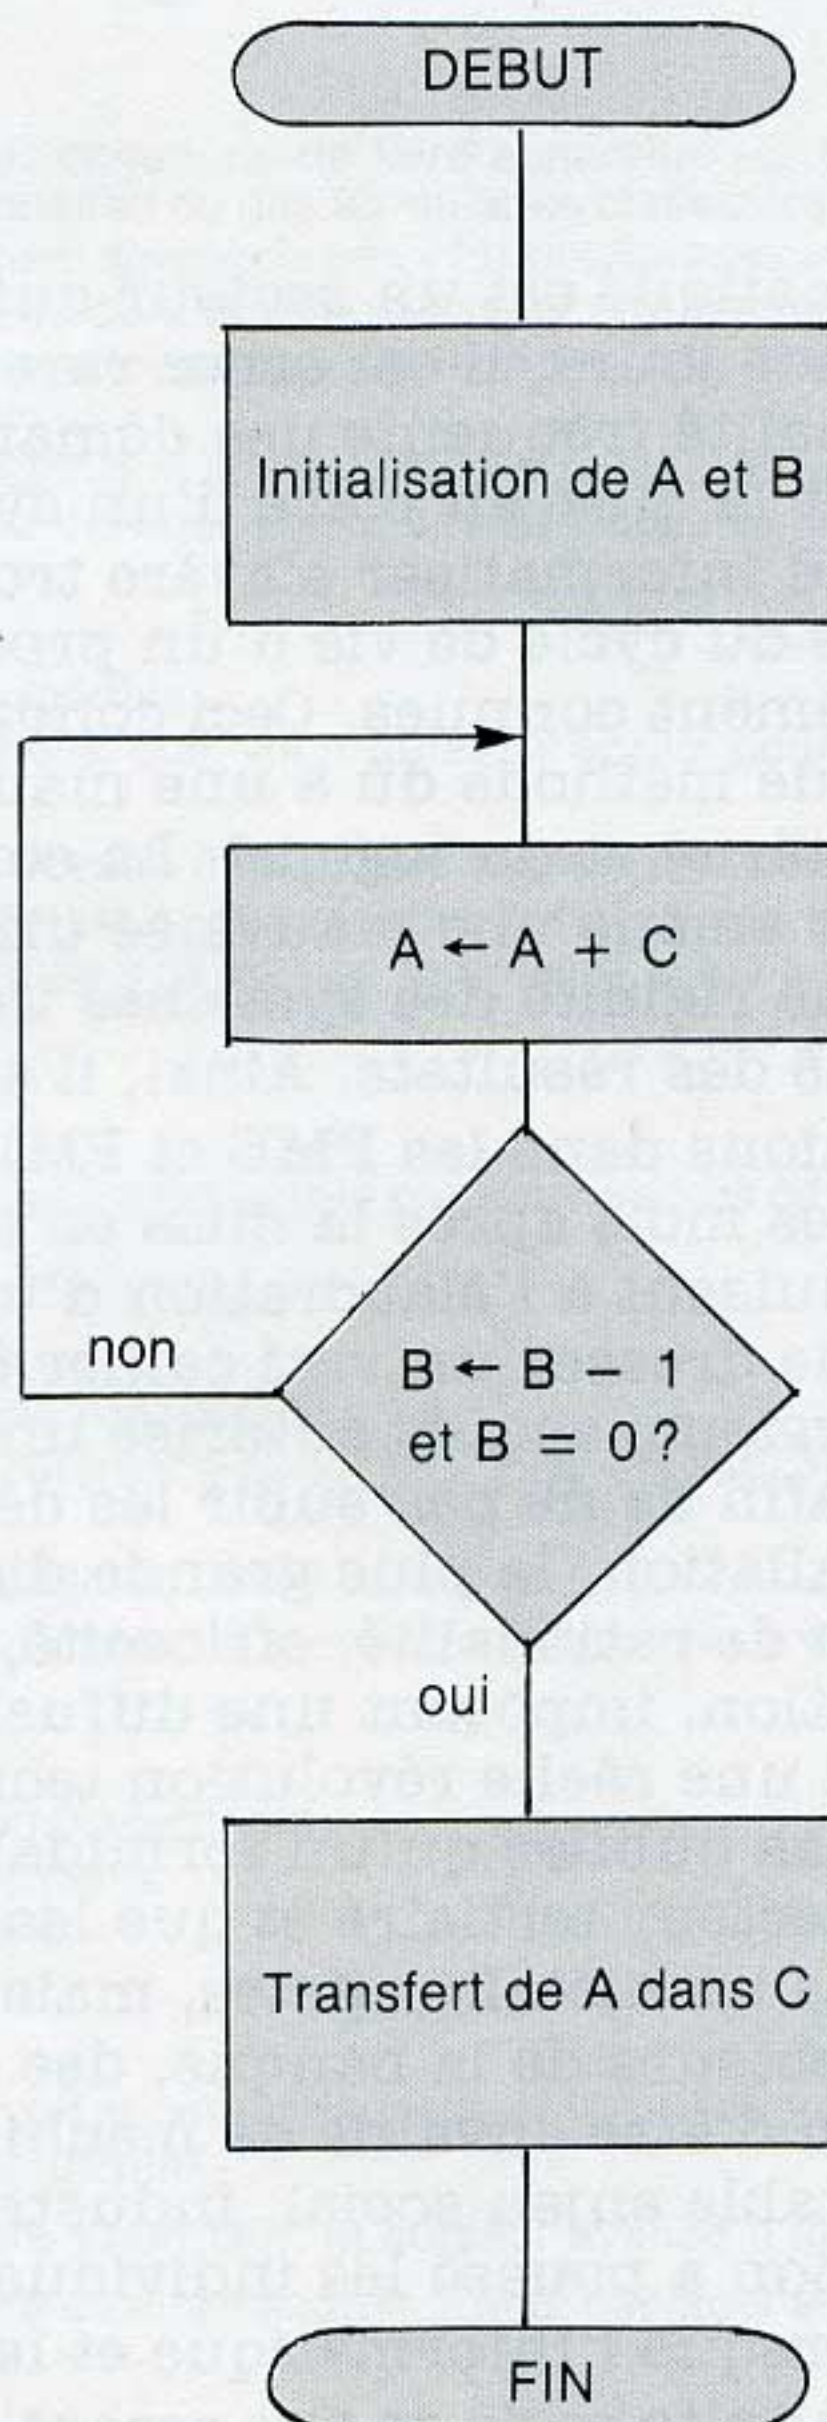 DEBUT
Initialisation de A et B
A ← A + C
non
B ← B – 1
et B = 0 ?
oui
Transfert de A dans C
FIN